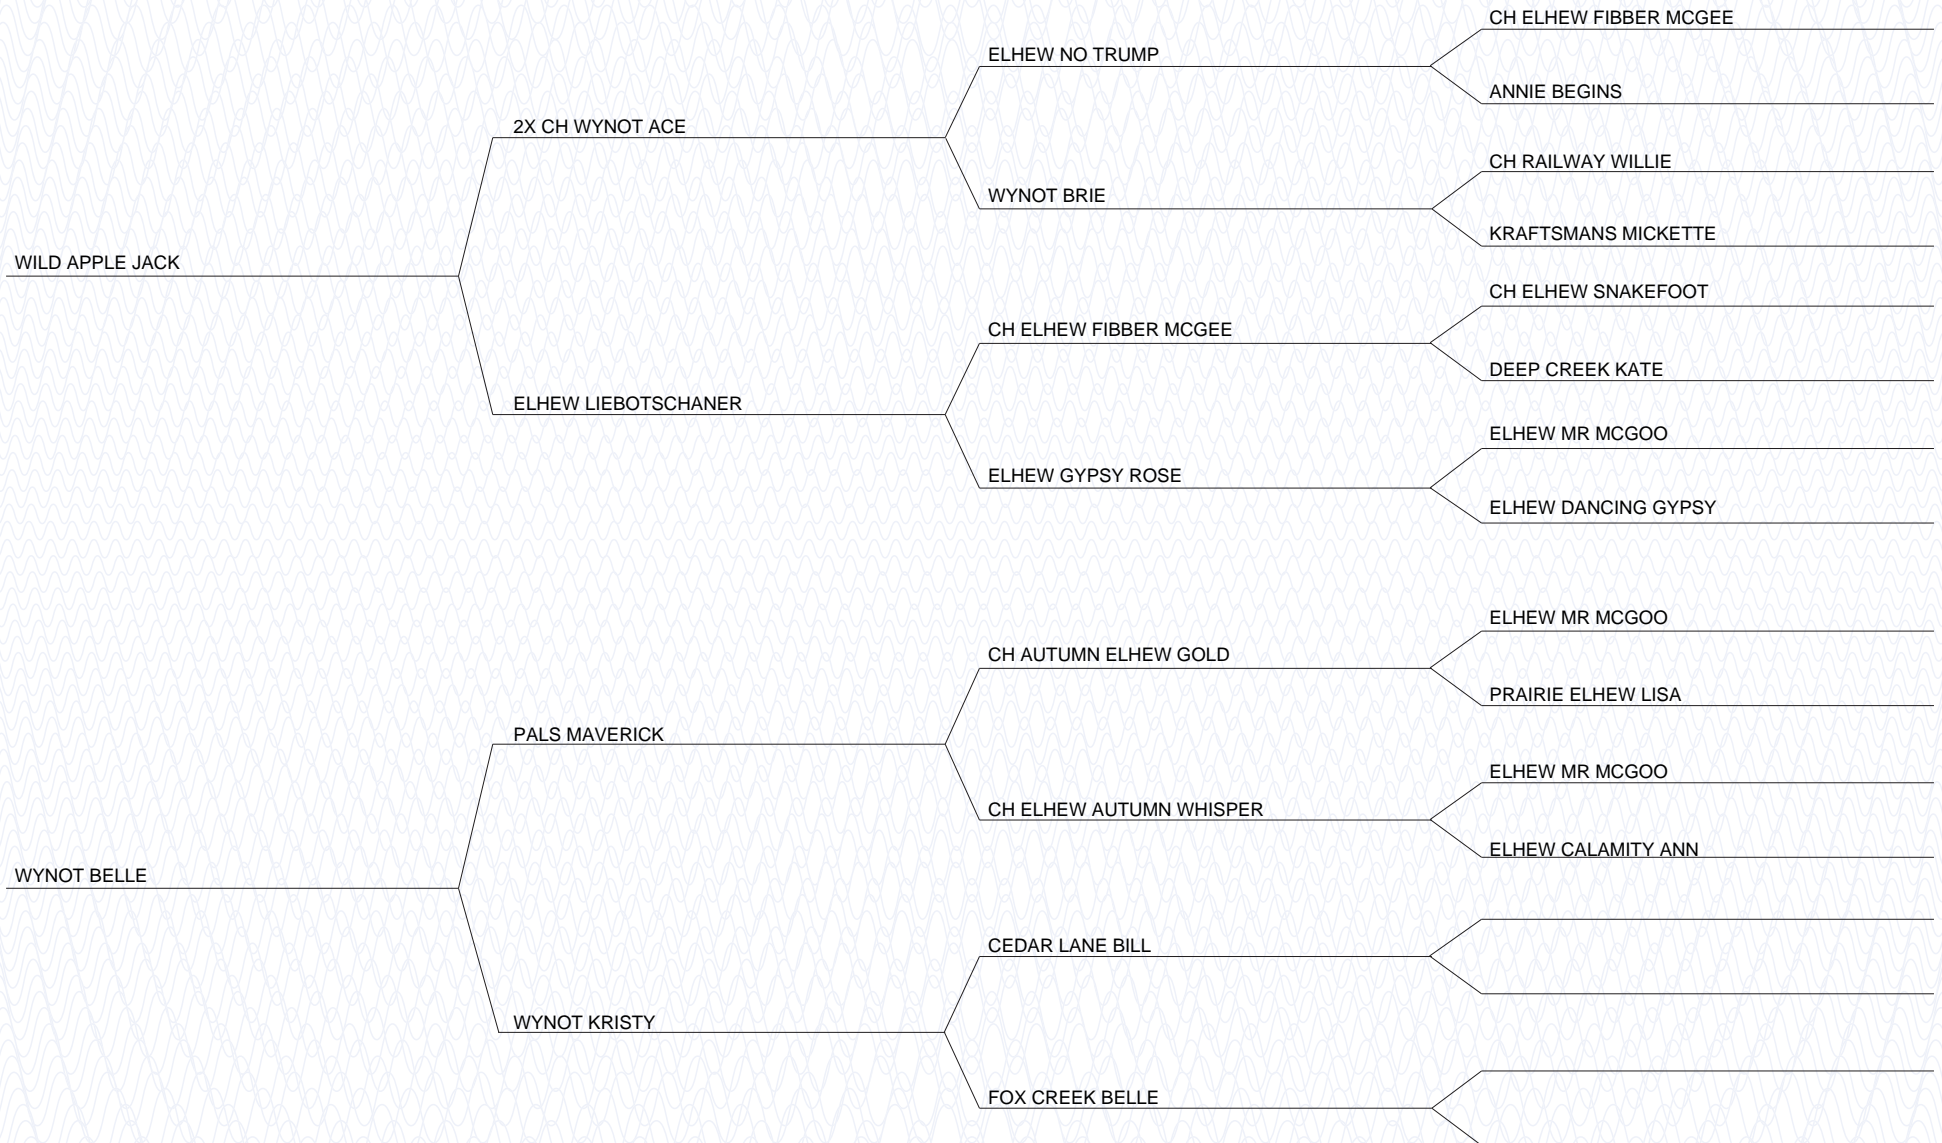 CH ELHEW FIBBER MCGEE
ELHEW NO TRUMP
ANNIE BEGINS
2X CH WYNOT ACE
CH RAILWAY WILLIE
WYNOT BRIE
KRAFTSMANS MICKETTE
WILD APPLE JACK
CH ELHEW SNAKEFOOT
CH ELHEW FIBBER MCGEE
DEEP CREEK KATE
ELHEW LIEBOTSCHANER
ELHEW MR MCGOO
ELHEW GYPSY ROSE
ELHEW DANCING GYPSY
ELHEW MR MCGOO
CH AUTUMN ELHEW GOLD
PRAIRIE ELHEW LISA
PALS MAVERICK
ELHEW MR MCGOO
CH ELHEW AUTUMN WHISPER
ELHEW CALAMITY ANN
WYNOT BELLE
CEDAR LANE BILL
WYNOT KRISTY
FOX CREEK BELLE